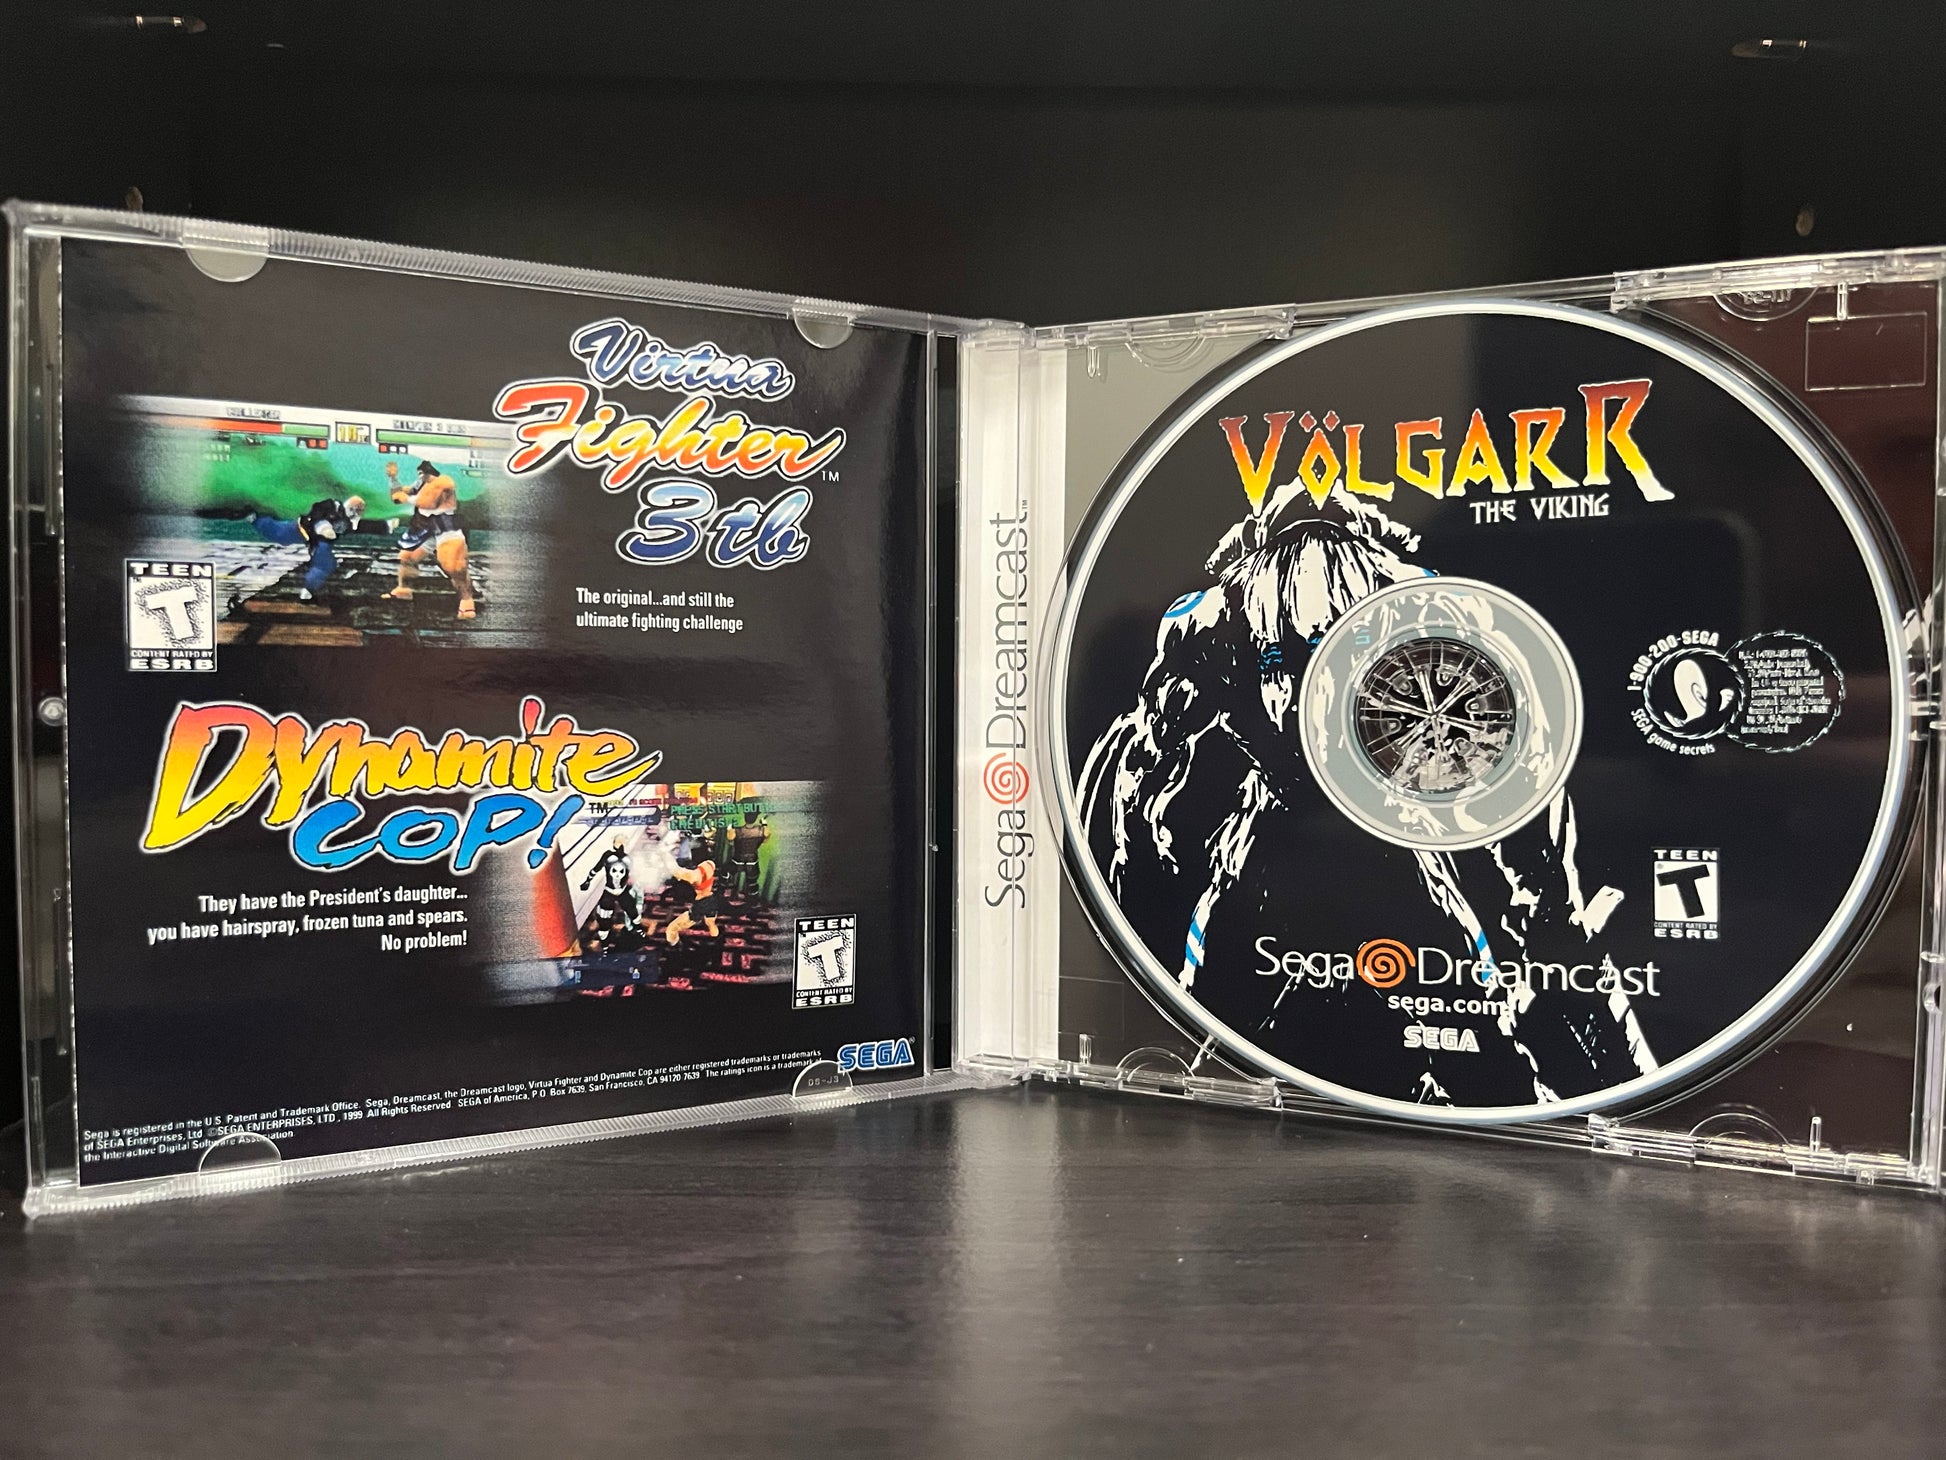 Virtua
Fighter™
3tb
The original...and still the
ultimate fighting challenge
TEEN
T
CONTENT RATED BY
ESRB
Dynamite
COP!™
PRESS START BUTTON
They have the President's daughter...
you have hairspray, frozen tuna and spears.
No problem!
TEEN
T
CONTENT RATED BY
ESRB
SEGA®
Sega is registered in the U.S. Patent and Trademark Office. Sega, Dreamcast, the Dreamcast logo, Virtua Fighter and Dynamite Cop are either registered trademarks or trademarks
of SEGA Enterprises, Ltd. ©SEGA ENTERPRISES, LTD., 1999. All Rights Reserved. SEGA of America, P.O. Box 7639, San Francisco, CA 94120-7639. The ratings icon is a trademark of
the Interactive Digital Software Association.
Sega Dreamcast™
VÖLGARR
THE VIKING
1-900-200-SEGA
SEGA game secrets
TEEN
T
CONTENT RATED BY
ESRB
Sega Dreamcast
sega.com
SEGA